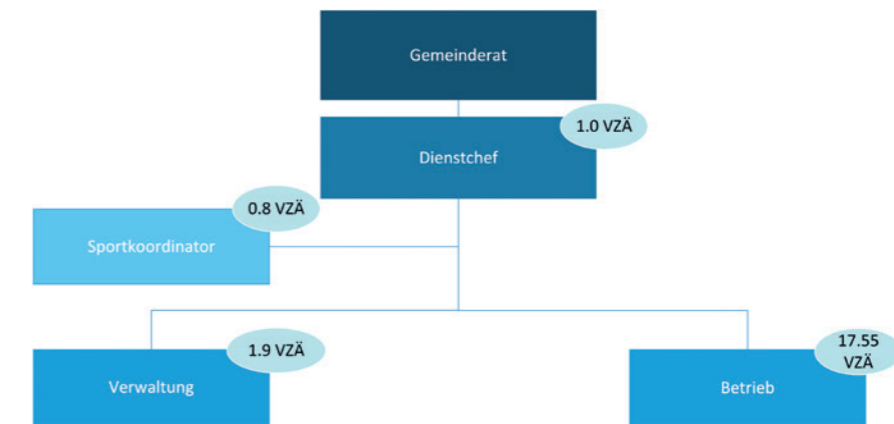 Gemeinderat
1.0 VZÄ
Dienstchef
0.8 VZÄ
Sportkoordinator
1.9 VZÄ
Verwaltung
17.55
VZÄ
Betrieb